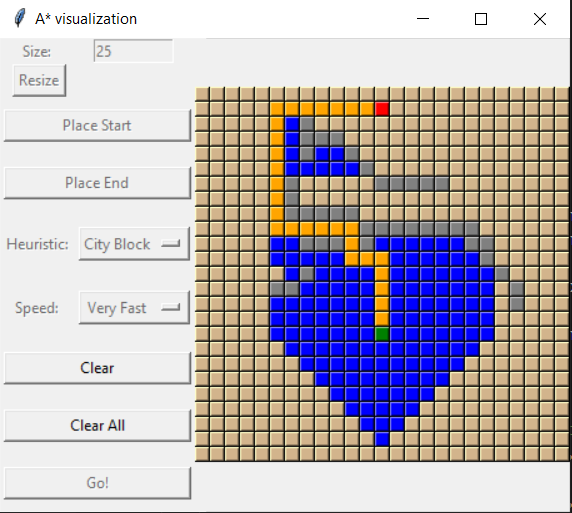 A* visualization
Size: 25
Resize
Place Start
Place End
Heuristic: City Block
Speed: Very Fast
Clear
Clear All
Go!